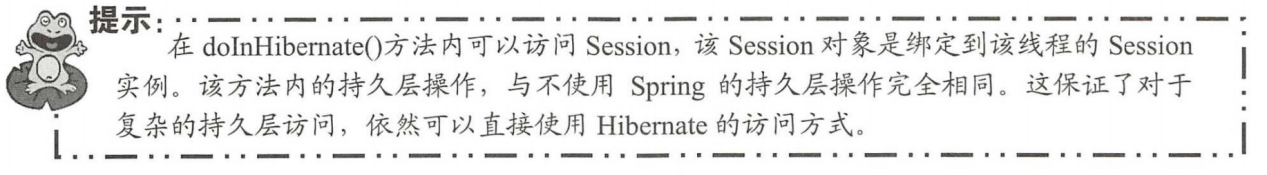 提示:
在 doInHibernate()方法内可以访问 Session，该 Session 对象是绑定到该线程的 Session
实例。该方法内的持久层操作，与不使用 Spring 的持久层操作完全相同。这保证了对于
复杂的持久层访问，依然可以直接使用 Hibernate 的访问方式。